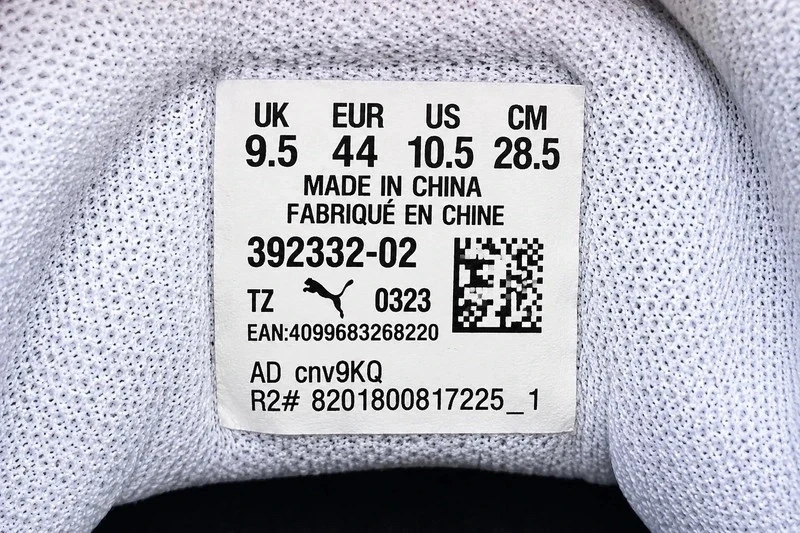 UK EUR US CM
9.5 44 10.5 28.5
MADE IN CHINA
FABRIQUÉ EN CHINE
392332-02
TZ 0323
EAN:4099683268220
AD cnv9KQ
R2# 8201800817225_1